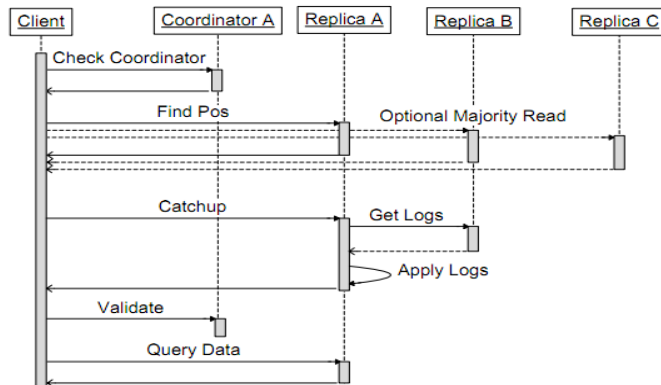 Client
Coordinator A
Replica A
Replica B
Replica C
Check Coordinator
Find Pos
Optional Majority Read
Catchup
Get Logs
Apply Logs
Validate
Query Data